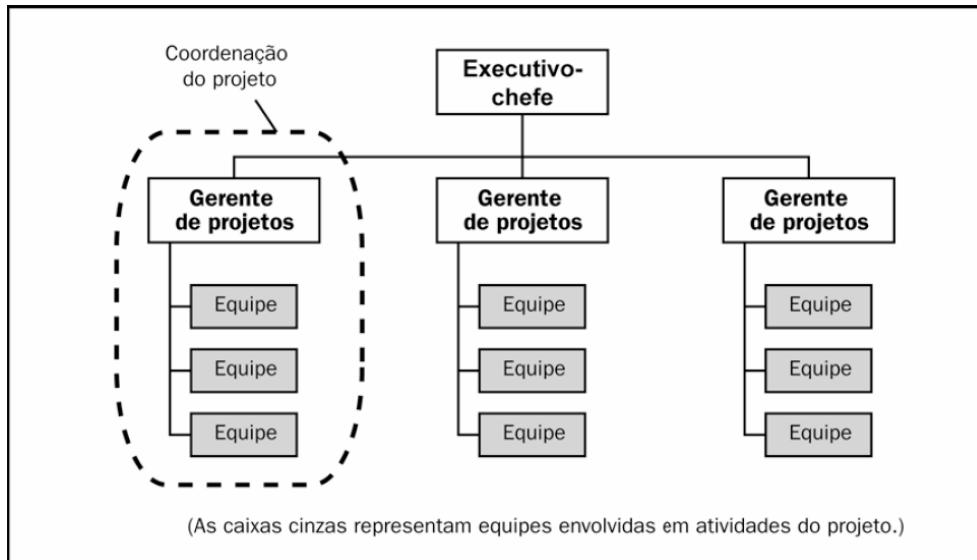 Coordenação
do projeto
Executivo-
chefe
Gerente
de projetos
Gerente
de projetos
Gerente
de projetos
Equipe
Equipe
Equipe
Equipe
Equipe
Equipe
Equipe
Equipe
Equipe
(As caixas cinzas representam equipes envolvidas em atividades do projeto.)